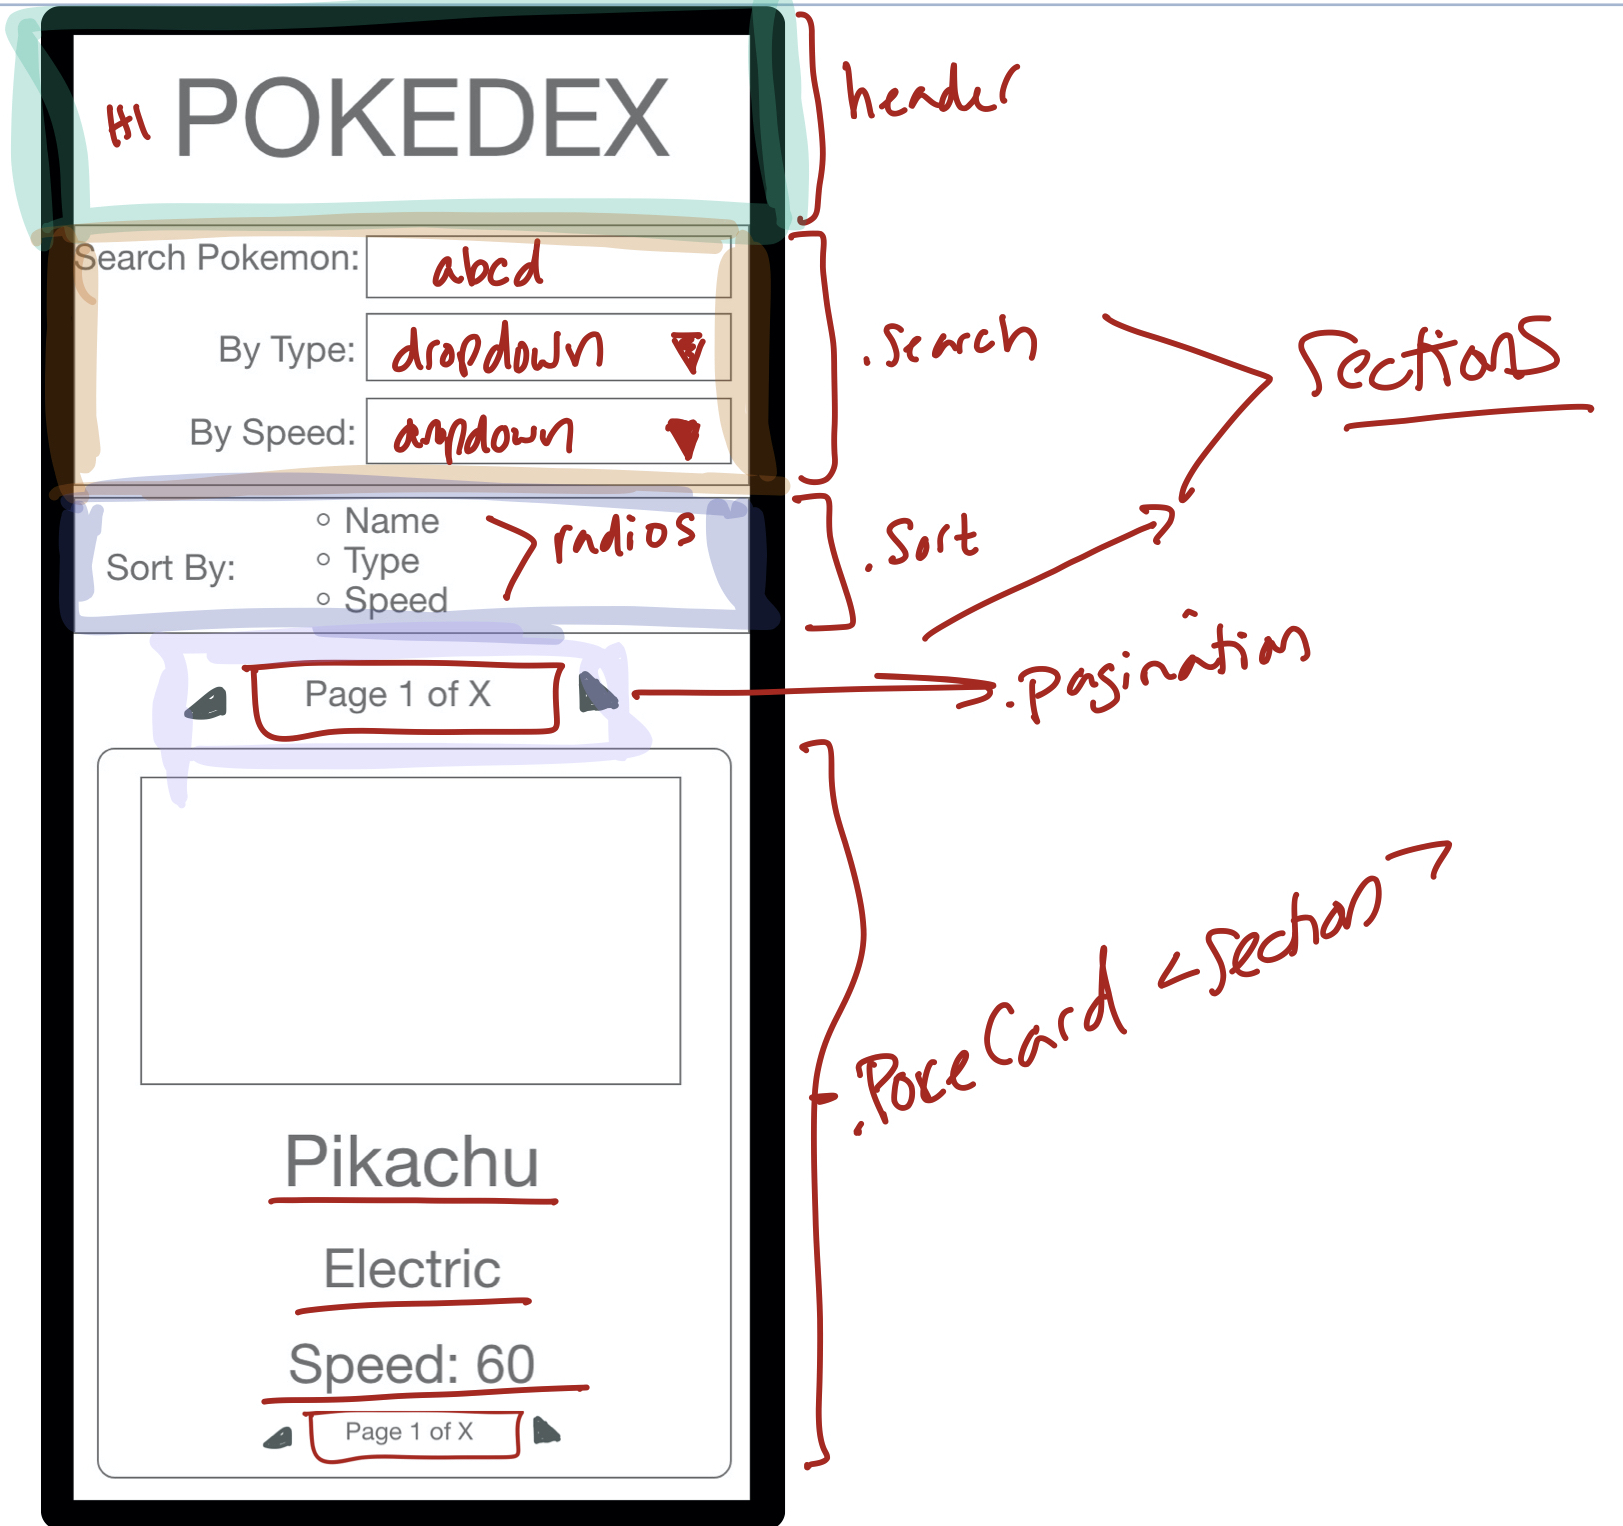 H1 POKEDEX
header
Search Pokemon: abcd
By Type: dropdown
.search
Sections
By Speed: dropdown
Name
Type
Speed
Sort By:
radios
.Sort
Page 1 of X
.pagination
.PokeCard <section>
Pikachu
Electric
Speed: 60
Page 1 of X